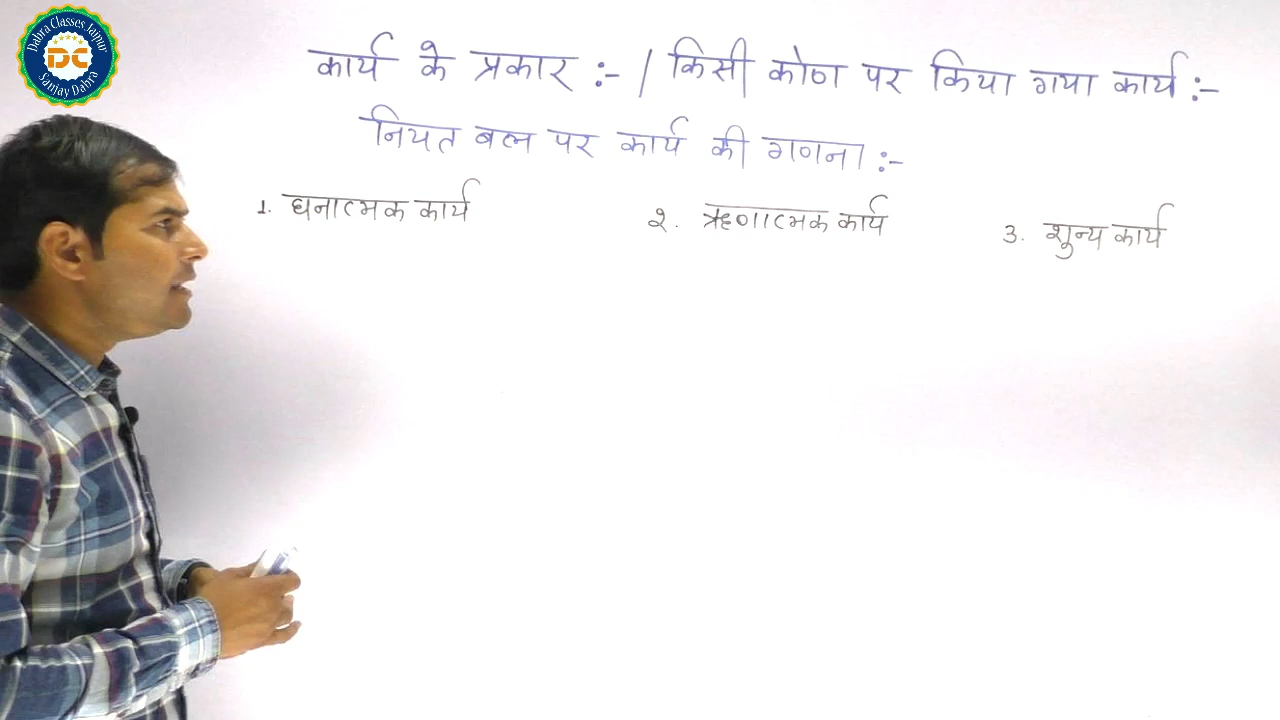 Dabra Classes Jaipur
DC
Sanjay Dabra
कार्य के प्रकार :- / किसी कोण पर किया गया कार्य :-
नियत बल पर कार्य की गणना :-
1. धनात्मक कार्य 2. ऋणात्मक कार्य 3. शुन्य कार्य